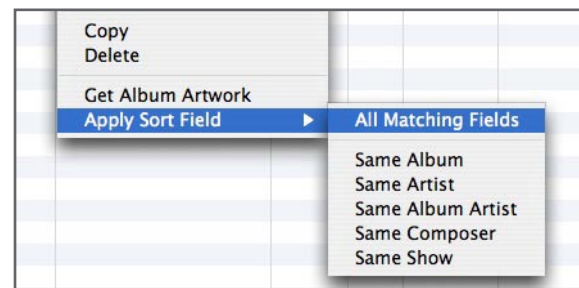 Copy
Delete
Get Album Artwork
Apply Sort Field
All Matching Fields
Same Album
Same Artist
Same Album Artist
Same Composer
Same Show